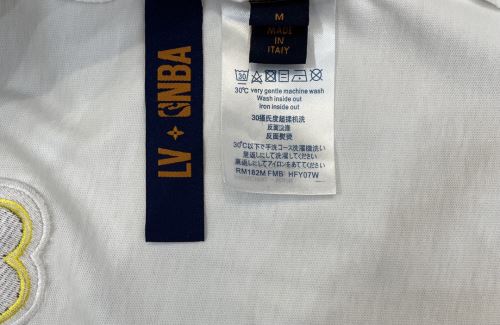 M
MADE
IN
ITALY
LV NBA
30
30℃ very gentle machine wash
Wash inside out
Iron inside out
30攝氏度超柔機洗
反面洗滌
反面熨燙
30℃以下で手洗コース洗濯機洗い
裏返しにして洗濯してください
裏返しにしてアイロンをあててください
RM182M FMB HFY07W